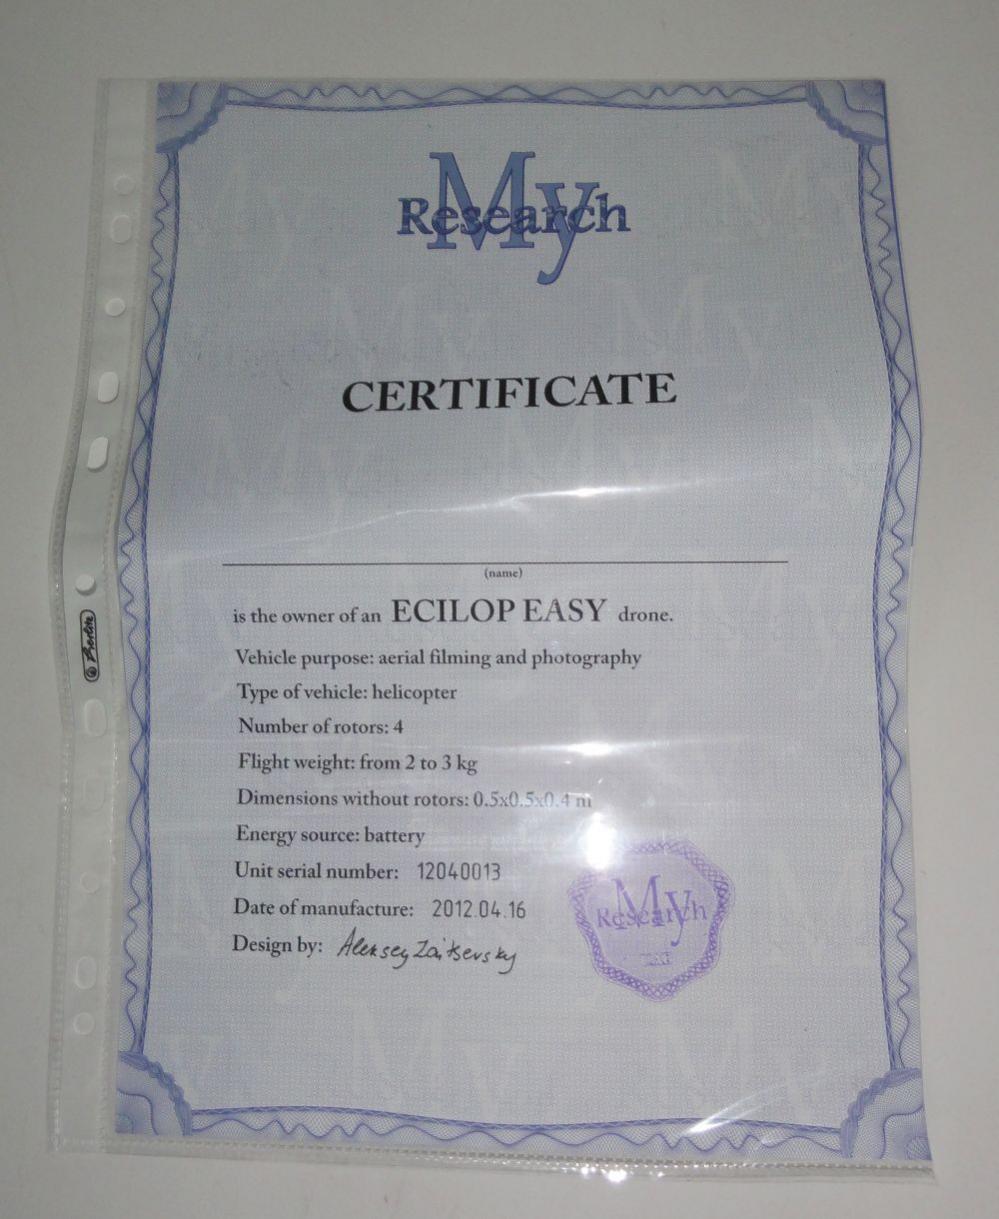 My
Research
CERTIFICATE
(name)
is the owner of an ECILOP EASY drone.
Vehicle purpose: aerial filming and photography
Type of vehicle: helicopter
Number of rotors: 4
Flight weight: from 2 to 3 kg
Dimensions without rotors: 0.5x0.5x0.4 m
Energy source: battery
Unit serial number: 12040013
Date of manufacture: 2012.04.16
Design by: Aleksey Zaitsevsky
My
Research
© Herlitz